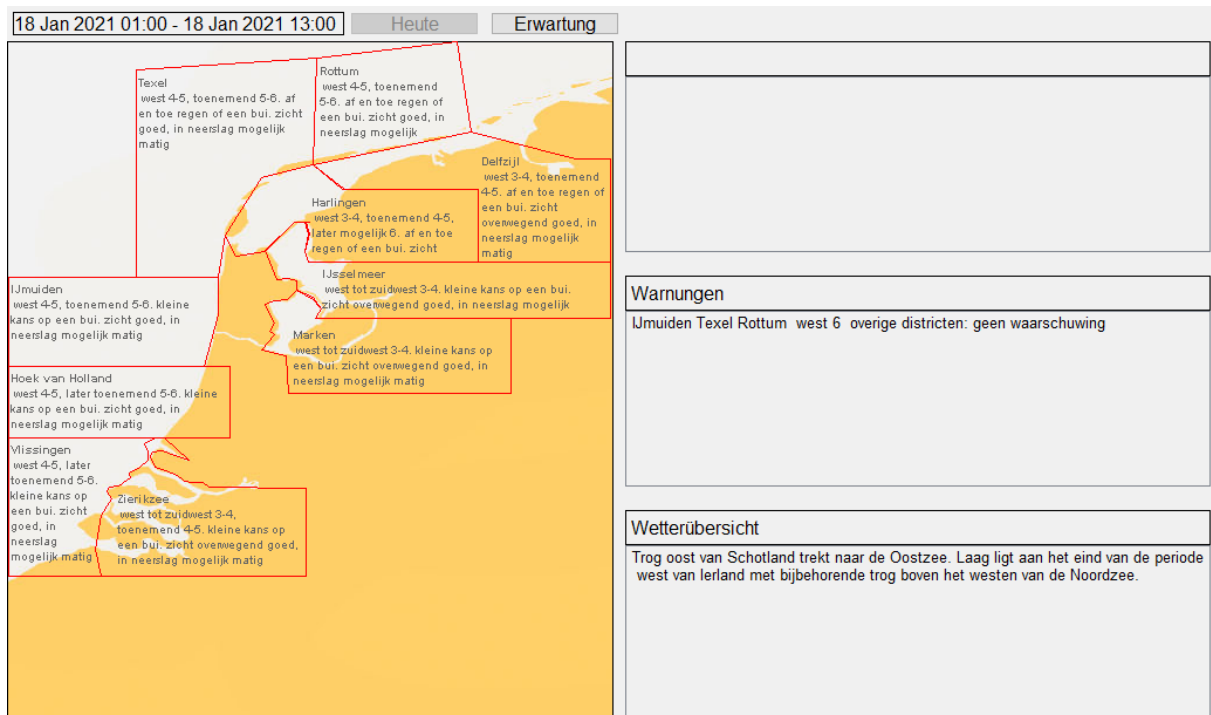 18 Jan 2021 01:00 - 18 Jan 2021 13:00
Heute
Erwartung
Texel
west 4-5, toenemend 5-6. af
en toe regen of een bui. zicht
goed, in neerslag mogelijk
matig
Rottum
west 4-5, toenemend
5-6. af en toe regen of
een bui. zicht goed, in
neerslag mogelijk matig
Delfzijl
west 3-4, toenemend
4-5. af en toe regen of
een bui. zicht
overwegend goed, in
neerslag mogelijk
matig
Harlingen
west 3-4, toenemend 4-5,
later mogelijk 6. af en toe
regen of een bui. zicht
IJsselmeer
west tot zuidwest 3-4. kleine kans op een bui.
zicht overwegend goed, in neerslag mogelijk
IJmuiden
west 4-5, toenemend 5-6. kleine
kans op een bui. zicht goed, in
neerslag mogelijk matig
Marken
west tot zuidwest 3-4. kleine kans op
een bui. zicht overwegend goed, in
neerslag mogelijk matig
Hoek van Holland
west 4-5, later toenemend 5-6. kleine
kans op een bui. zicht goed, in
neerslag mogelijk matig
Vlissingen
west 4-5, later
toenemend 5-6.
kleine kans op
een bui. zicht
goed, in
neerslag
mogelijk matig
Zierikzee
west tot zuidwest 3-4,
toenemend 4-5. kleine kans op
een bui. zicht overwegend goed,
in neerslag mogelijk matig
Warnungen
IJmuiden Texel Rottum west 6 overige districten: geen waarschuwing
Wetterübersicht
Trog oost van Schotland trekt naar de Oostzee. Laag ligt aan het eind van de periode
west van Ierland met bijbehorende trog boven het westen van de Noordzee.